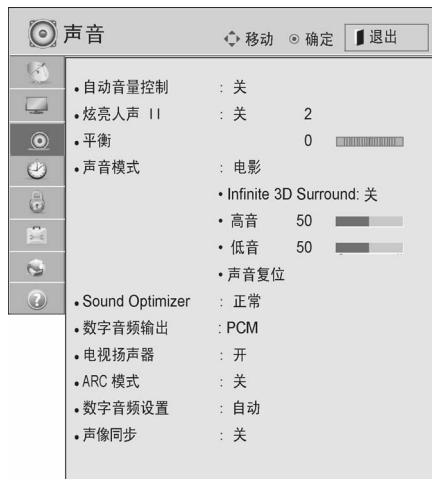 声音 移动 确定 退出
• 自动音量控制 : 关
• 炫亮人声 II : 关 2
• 平衡 0
• 声音模式 : 电影
• Infinite 3D Surround: 关
• 高音 50
• 低音 50
• 声音复位
• Sound Optimizer : 正常
• 数字音频输出 : PCM
• 电视扬声器 : 开
• ARC 模式 : 关
• 数字音频设置 : 自动
• 声像同步 : 关